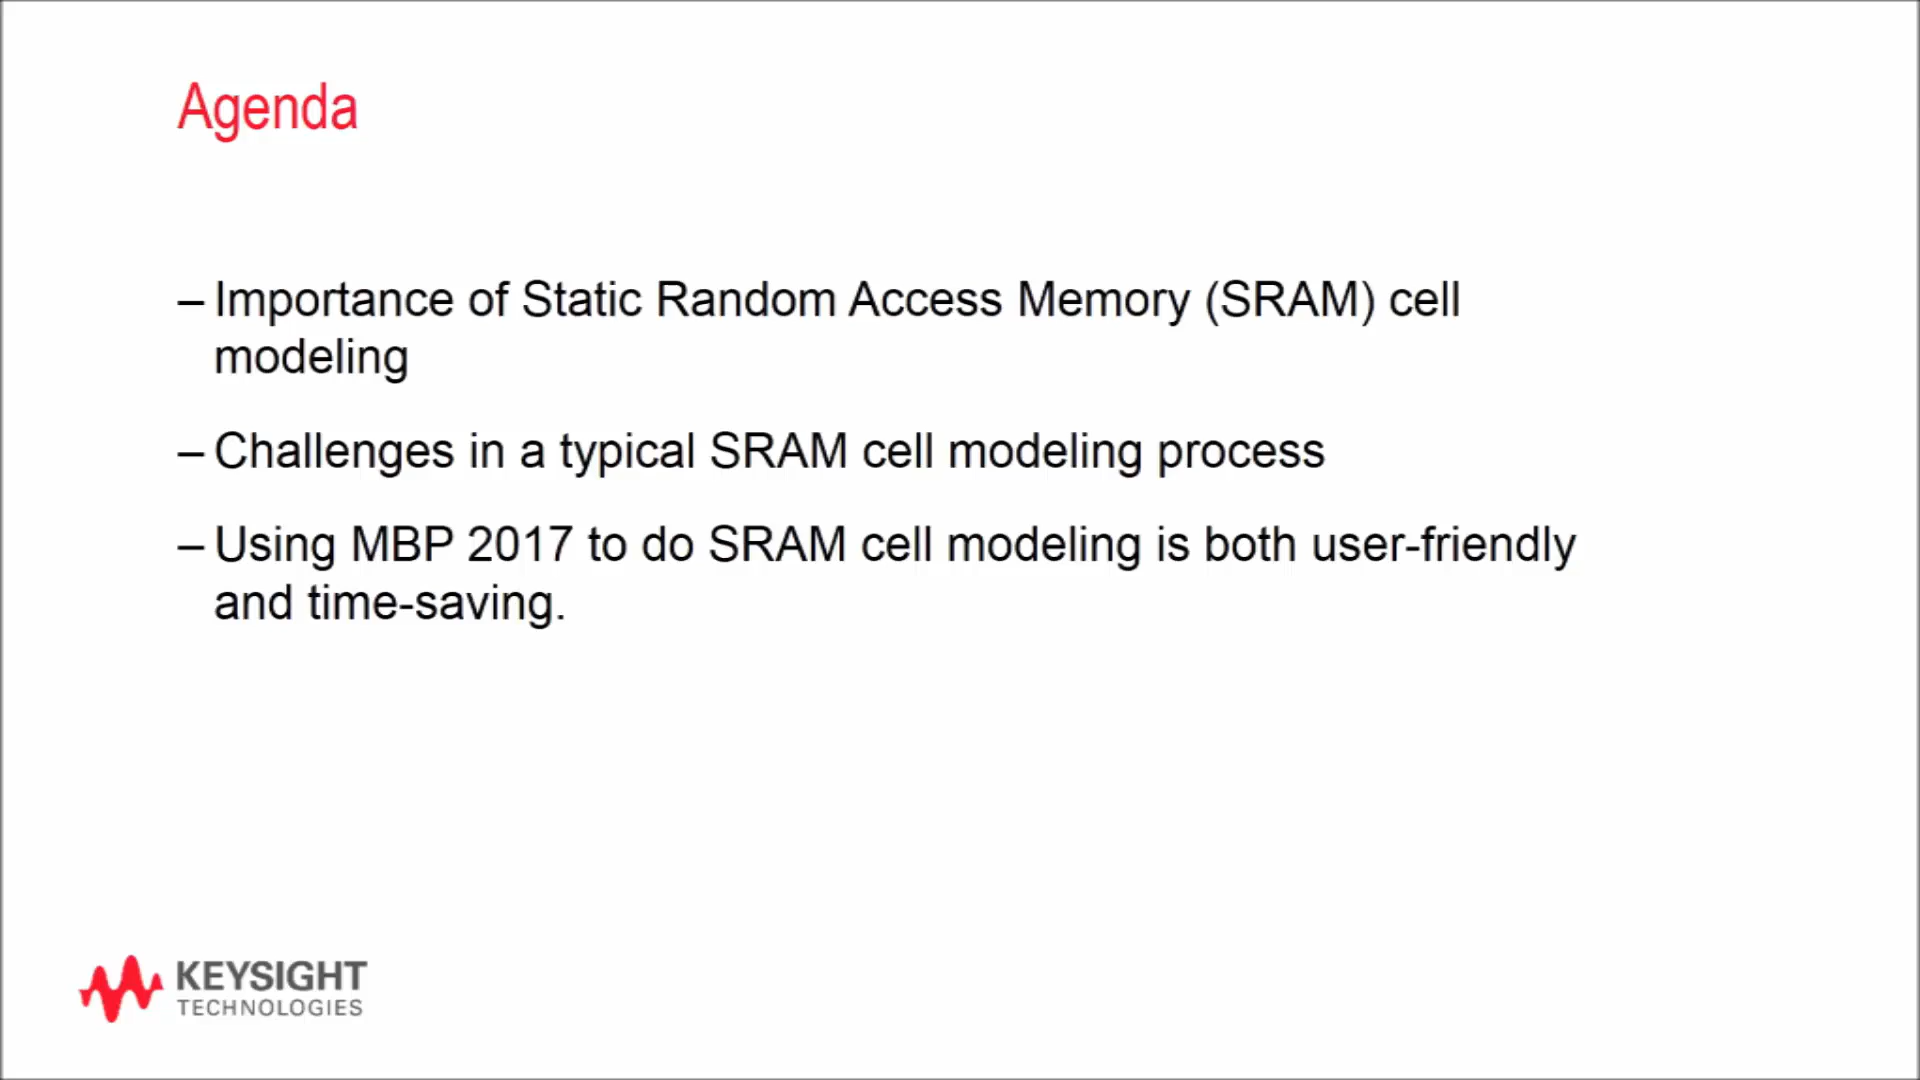 Agenda
– Importance of Static Random Access Memory (SRAM) cell
modeling
– Challenges in a typical SRAM cell modeling process
– Using MBP 2017 to do SRAM cell modeling is both user-friendly
and time-saving.
KEYSIGHT
TECHNOLOGIES